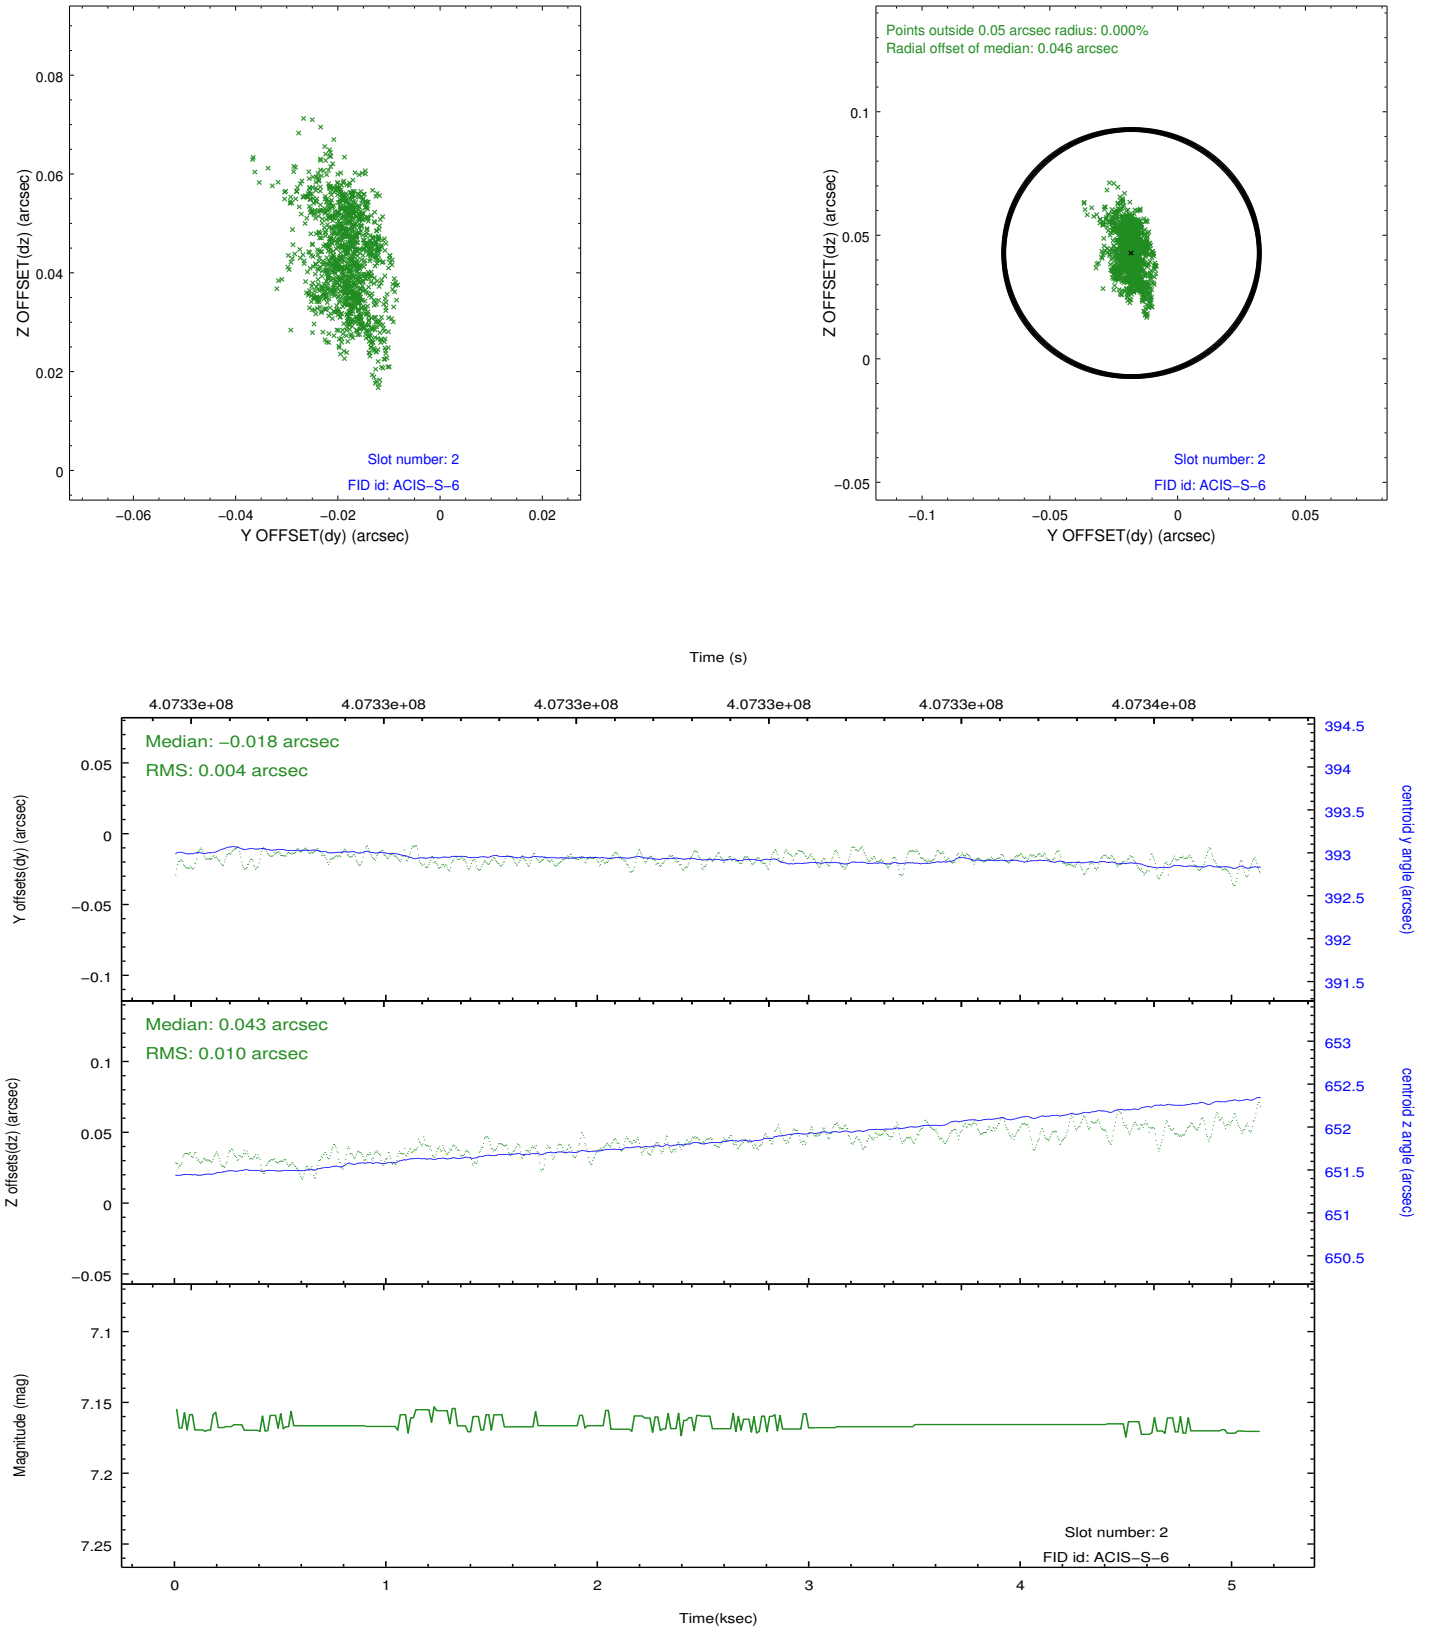 0.08
0.06
0.04
0.02
0
Z OFFSET(dz) (arcsec)
Slot number: 2
FID id: ACIS−S−6
−0.06
−0.04
−0.02
0
0.02
Y OFFSET(dy) (arcsec)
Points outside 0.05 arcsec radius: 0.000%
Radial offset of median: 0.046 arcsec
0.1
0.05
0
−0.05
Z OFFSET(dz) (arcsec)
Slot number: 2
FID id: ACIS−S−6
−0.1
−0.05
0
0.05
Y OFFSET(dy) (arcsec)
Time (s)
4.0733e+08
4.0733e+08
4.0733e+08
4.0733e+08
4.0733e+08
4.0734e+08
Median: −0.018 arcsec
RMS: 0.004 arcsec
0.05
0
−0.05
−0.1
Y offsets(dy) (arcsec)
394.5
394
393.5
393
392.5
392
391.5
centroid y angle (arcsec)
Median: 0.043 arcsec
RMS: 0.010 arcsec
0.1
0.05
0
−0.05
Z offsets(dz) (arcsec)
653
652.5
652
651.5
651
650.5
centroid z angle (arcsec)
7.1
7.15
7.2
7.25
Magnitude (mag)
Slot number: 2
FID id: ACIS−S−6
0
1
2
3
4
5
Time(ksec)